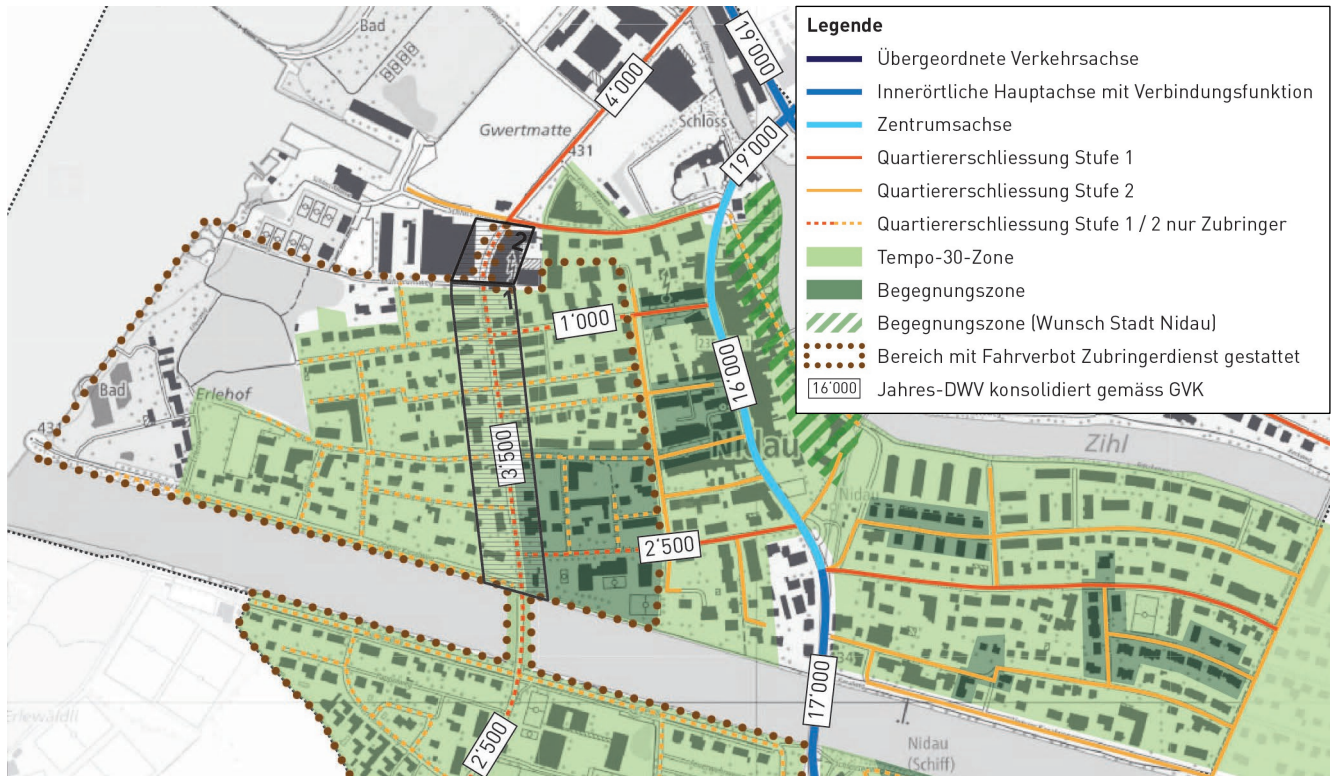 Legende
Übergeordnete Verkehrsachse
Innerörtliche Hauptachse mit Verbindungsfunktion
Zentrumsachse
Quartiererschliessung Stufe 1
Quartiererschliessung Stufe 2
Quartiererschliessung Stufe 1 / 2 nur Zubringer
Tempo-30-Zone
Begegnungszone
Begegnungszone (Wunsch Stadt Nidau)
Bereich mit Fahrverbot Zubringerdienst gestattet
16'000 Jahres-DWV konsolidiert gemäss GVK
Bad
19'000
4'000
Gwertmatte
Schloss
431
19'000
2
1
1'000
16'000
Bad
Erlehof
Nidau
Zihl
3'500
Nidau
2'500
17'000
Erlewäldli
2'500
Nidau
(Schiff)